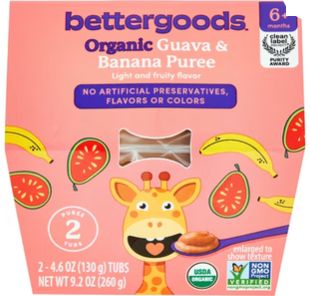 bettergoods
6+
months
clean label
PURITY
AWARD
Organic Guava &
Banana Puree
Light and fruity flavor
NO ARTIFICIAL PRESERVATIVES,
FLAVORS OR COLORS
PUREE
2
TUBS
2 - 4.6 OZ (130 g) TUBS
NET WT 9.2 OZ (260 g)
enlarged to
show texture
USDA
ORGANIC
NON
GMO
Project
VERIFIED
nongmoproject.org